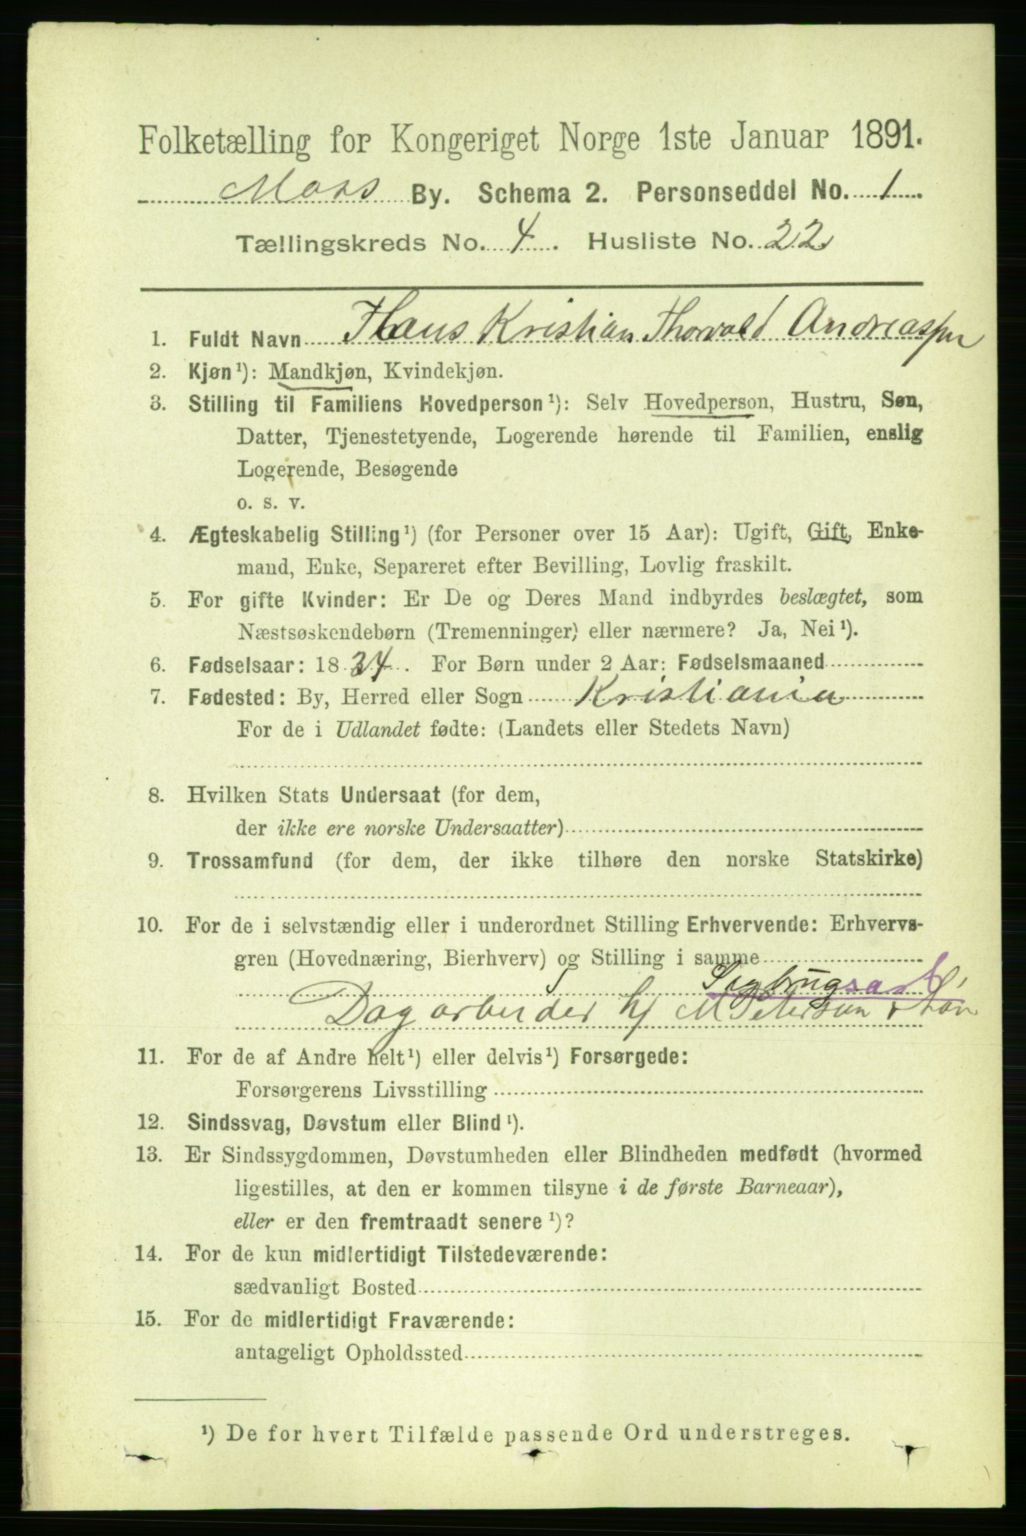 Folketælling for Kongeriget Norge 1ste Januar 1891.
Moss By. Schema 2. Personseddel No. 1
Tællingskreds No. 4. Husliste No. 22
1. Fuldt Navn Hans Kristian Thorvald Andreassen
2. Kjøn¹): Mandkjøn, Kvindekjøn.
3. Stilling til Familiens Hovedperson¹): Selv Hovedperson, Hustru, Søn,
Datter, Tjenestetyende, Logerende hørende til Familien, enslig
Logerende, Besøgende
o. s. v.
4. Ægteskabelig Stilling¹) (for Personer over 15 Aar): Ugift, Gift, Enke-
mand, Enke, Separeret efter Bevilling, Lovlig fraskilt.
5. For gifte Kvinder: Er De og Deres Mand indbyrdes beslægtet, som
Næstsøskendebørn (Tremenninger) eller nærmere? Ja, Nei¹).
6. Fødselsaar: 1834. For Børn under 2 Aar: Fødselsmaaned
7. Fødested: By, Herred eller Sogn Kristiania
For de i Udlandet fødte: (Landets eller Stedets Navn)
8. Hvilken Stats Undersaat (for dem,
der ikke ere norske Undersaatter)
9. Trossamfund (for dem, der ikke tilhøre den norske Statskirke)
10. For de i selvstændig eller i underordnet Stilling Erhvervende: Erhvervs-
gren (Hovednæring, Bierhverv) og Stilling i samme
Sagbrugsarb.
Dagarbeider hj M Peterson & Søn
11. For de af Andre helt¹) eller delvis¹) Forsørgede:
Forsørgerens Livsstilling
12. Sindssvag, Døvstum eller Blind¹).
13. Er Sindssygdommen, Døvstumheden eller Blindheden medfødt (hvormed
ligestilles, at den er kommen tilsyne i de første Barneaar),
eller er den fremtraadt senere¹)?
14. For de kun midlertidigt Tilstedeværende:
sædvanligt Bosted
15. For de midlertidigt Fraværende:
antageligt Opholdssted
¹) De for hvert Tilfælde passende Ord understreges.